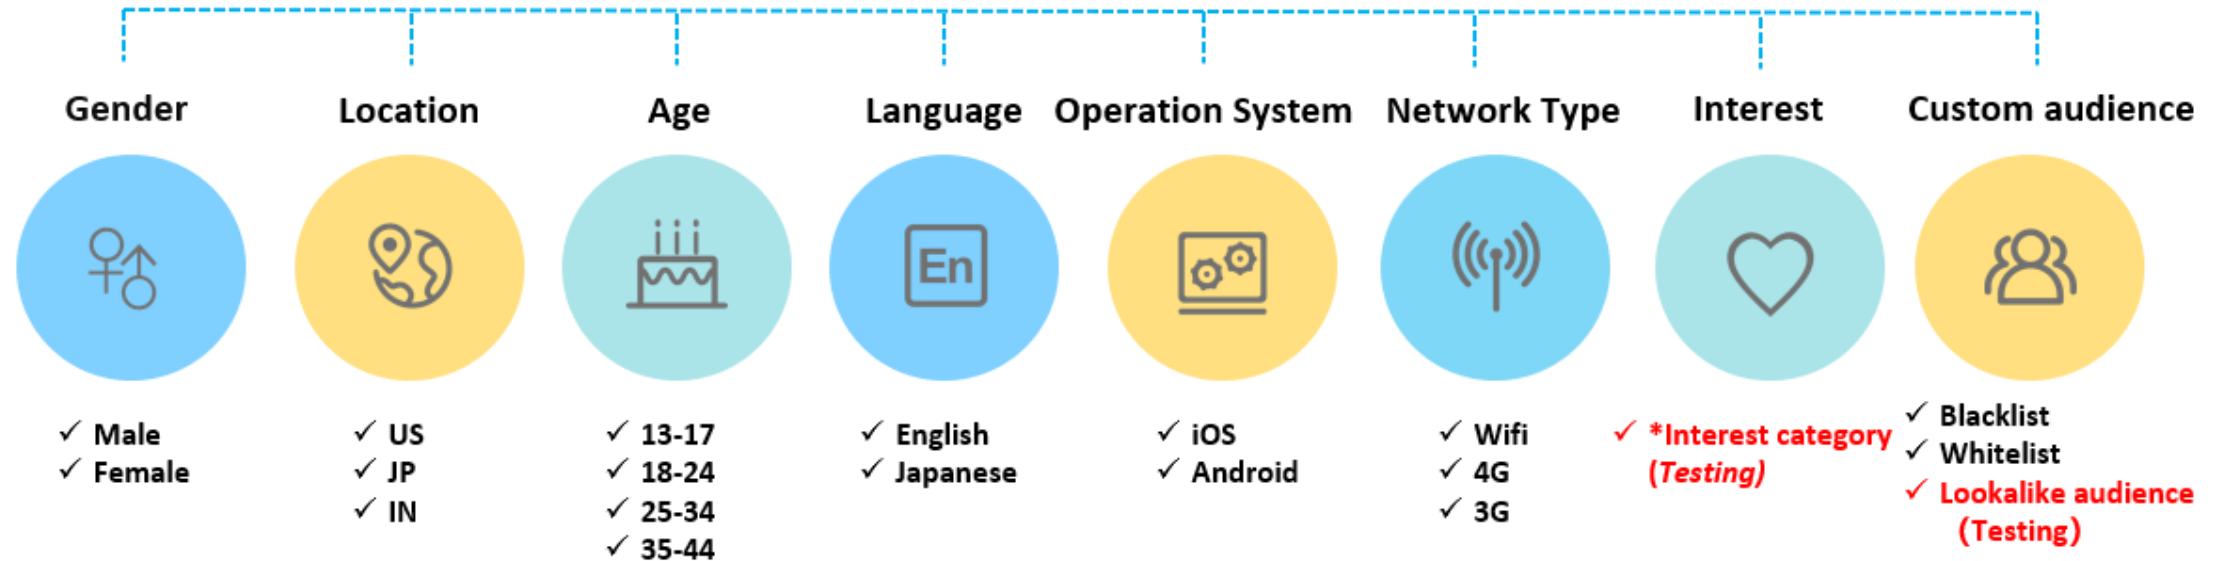 Gender
Location
Age
Language
Operation System
Network Type
Interest
Custom audience
En
Male
Female
US
JP
IN
13-17
18-24
25-34
35-44
English
Japanese
iOS
Android
Wifi
4G
3G
*Interest category
(Testing)
Blacklist
Whitelist
Lookalike audience
(Testing)